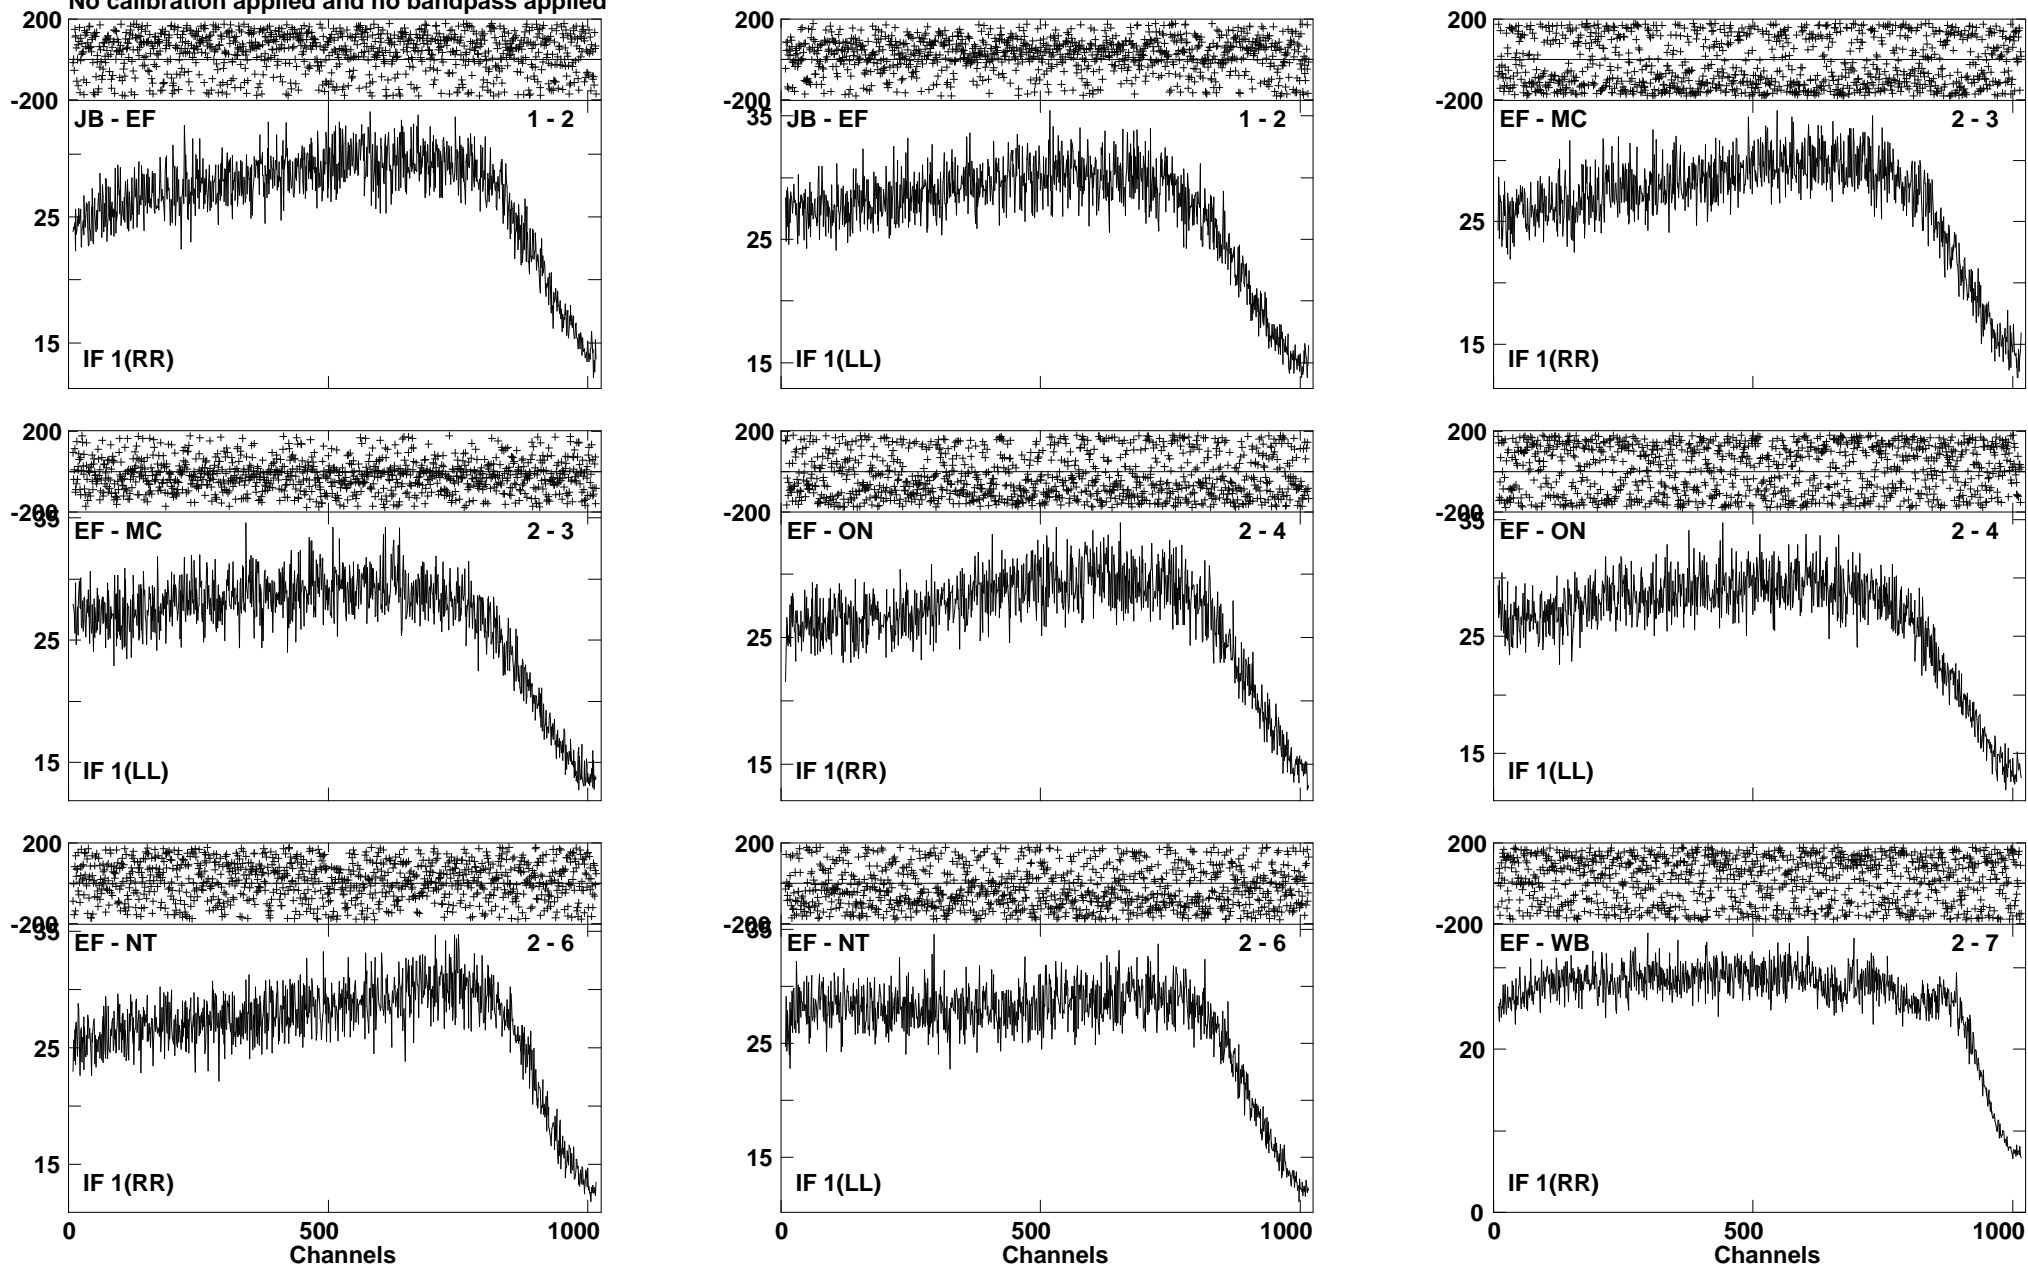 No calibration applied and no bandpass applied
200
-200
JB - EF 1 - 2
25
15
IF 1(RR)
200
-200
35
JB - EF 1 - 2
25
15
IF 1(LL)
200
-200
EF - MC 2 - 3
25
15
IF 1(RR)
200
-200
35
EF - MC 2 - 3
25
15
IF 1(LL)
200
-200
EF - ON 2 - 4
25
15
IF 1(RR)
200
-200
35
EF - ON 2 - 4
25
15
IF 1(LL)
200
-200
35
EF - NT 2 - 6
25
15
IF 1(RR)
0 500 1000
Channels
200
-200
35
EF - NT 2 - 6
25
15
IF 1(LL)
0 500 1000
Channels
200
-200
EF - WB 2 - 7
20
0
IF 1(RR)
0 500 1000
Channels